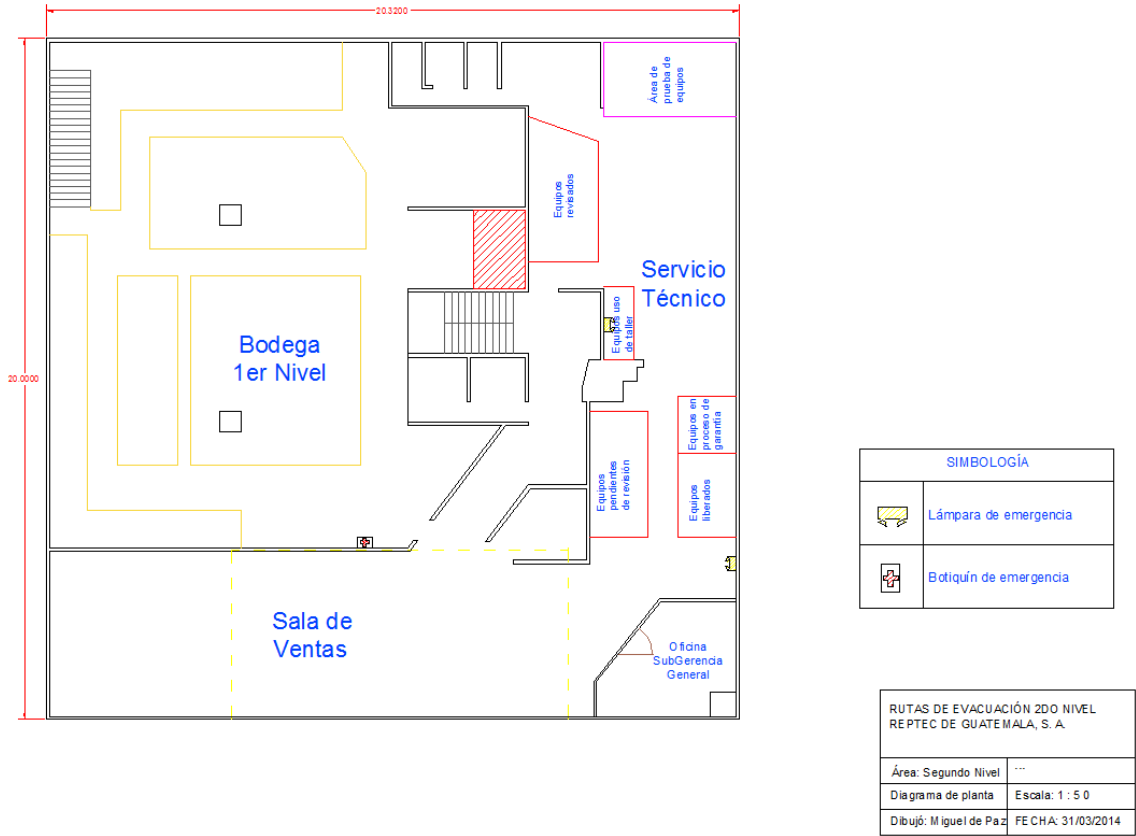 20.3200
20.0000
Área de
prueba de
equipos
Equipos
revisados
Servicio
Técnico
Equipos uso
de taller
Bodega
1er Nivel
Equipos en
proceso de
garantia
Equipos
pendientes
de revisión
Equipos
liberados
Sala de
Ventas
Oficina
SubGerencia
General
SIMBOLOGÍA
Lámpara de emergencia
Botiquín de emergencia
RUTAS DE EVACUACIÓN 2DO NIVEL
REPTEC DE GUATEMALA, S. A.
Área: Segundo Nivel ---
Diagrama de planta Escala: 1 : 5 0
Dibujó: Miguel de Paz FECHA: 31/03/2014